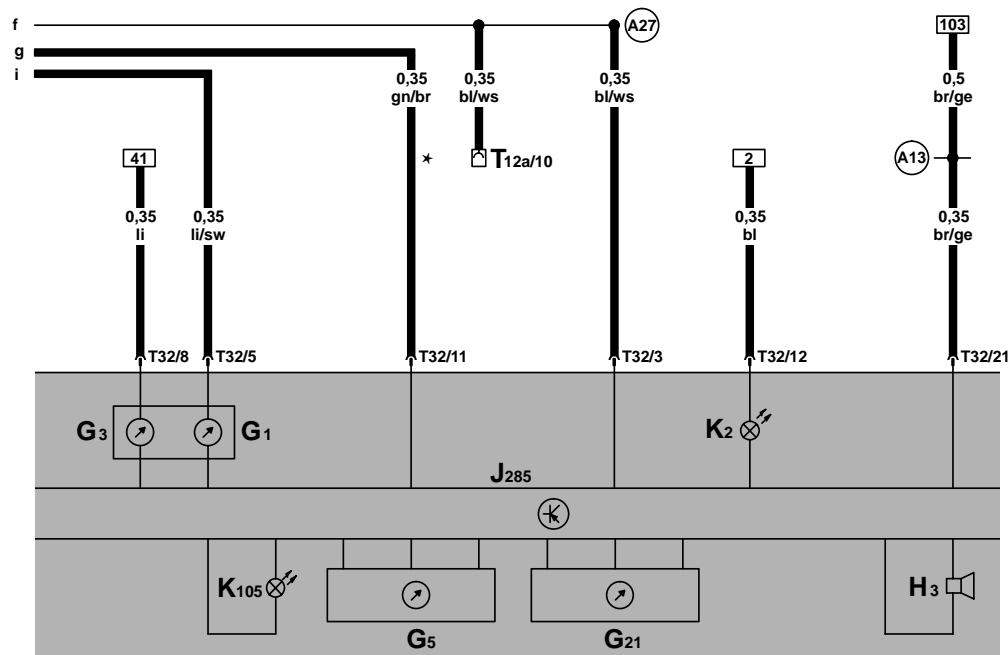 f
A27
103
g
i
0,35
gn/br
0,35
bl/ws
0,35
bl/ws
0,5
br/ge
41
T12a/10
2
A13
0,35
li
0,35
li/sw
0,35
bl
0,35
br/ge
T32/8
T32/5
T32/11
T32/3
T32/12
T32/21
G3
G1
K2
J285
K105
H3
G5
G21